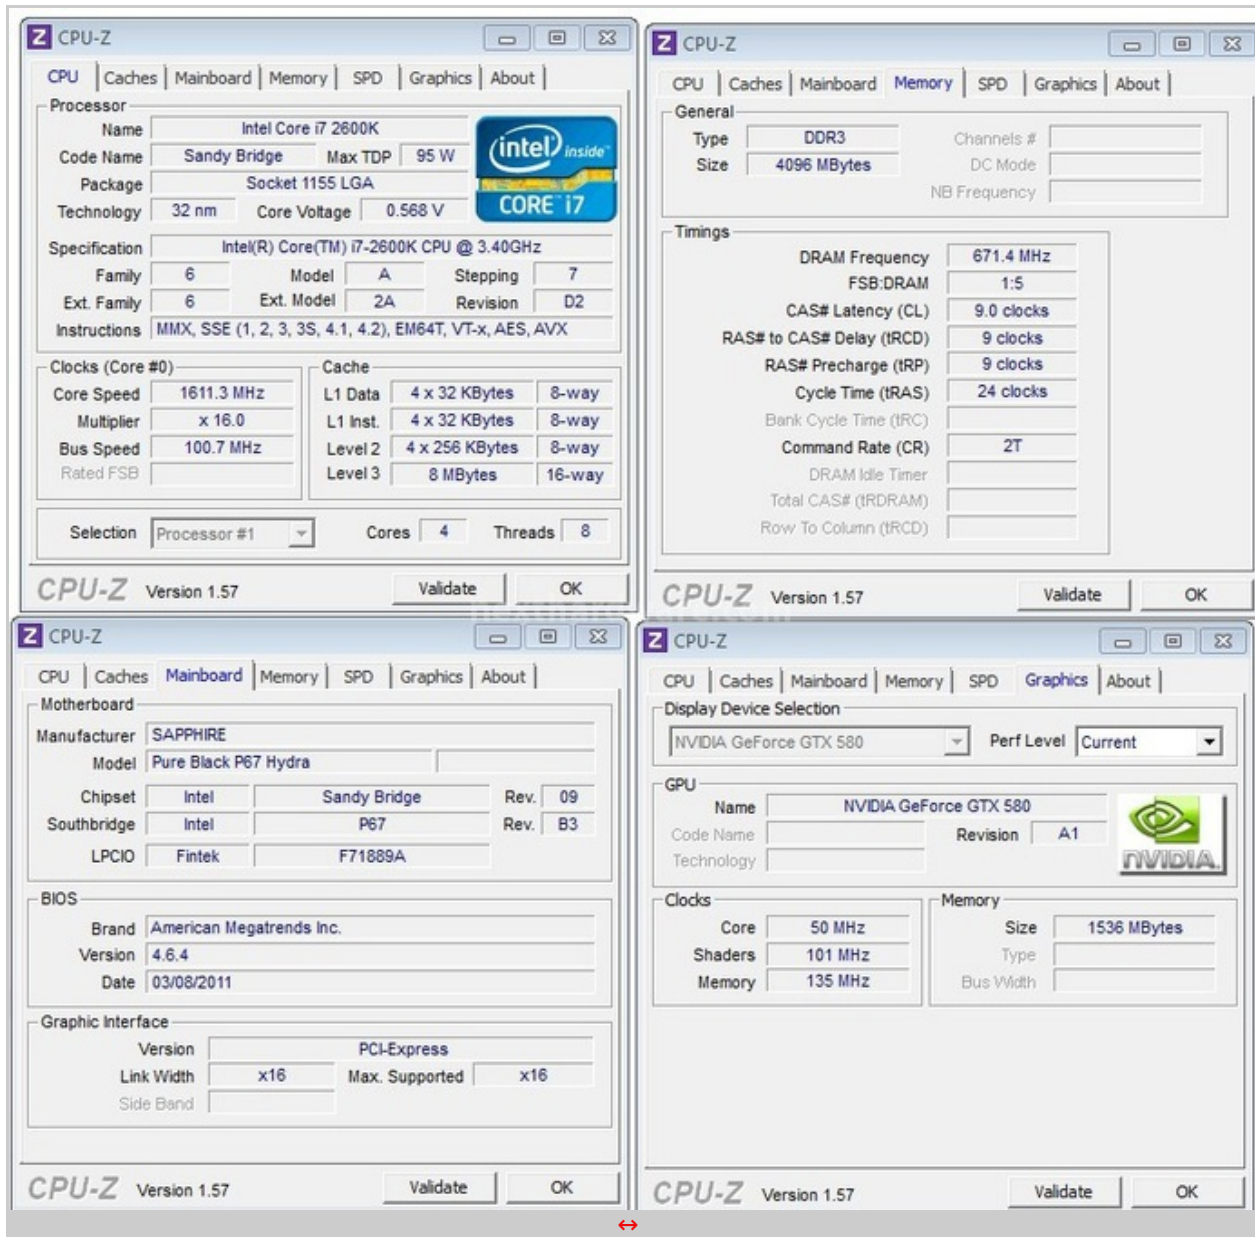 CPU-Z
CPU Caches Mainboard Memory SPD Graphics About
Processor
Name Intel Core i7 2600K
Code Name Sandy Bridge Max TDP 95 W
Package Socket 1155 LGA
Technology 32 nm Core Voltage 0.568 V
intel inside™
CORE i7
Specification Intel(R) Core(TM) i7-2600K CPU @ 3.40GHz
Family 6 Model A Stepping 7
Ext. Family 6 Ext. Model 2A Revision D2
Instructions MMX, SSE (1, 2, 3, 3S, 4.1, 4.2), EM64T, VT-x, AES, AVX
Clocks (Core #0)
Core Speed 1611.3 MHz
Multiplier x 16.0
Bus Speed 100.7 MHz
Rated FSB
Cache
L1 Data 4 x 32 KBytes 8-way
L1 Inst. 4 x 32 KBytes 8-way
Level 2 4 x 256 KBytes 8-way
Level 3 8 MBytes 16-way
Selection Processor #1 Cores 4 Threads 8
CPU-Z Version 1.57 Validate OK
CPU-Z
CPU Caches Mainboard Memory SPD Graphics About
General
Type DDR3 Channels #
Size 4096 MBytes DC Mode
NB Frequency
Timings
DRAM Frequency 671.4 MHz
FSB:DRAM 1:5
CAS# Latency (CL) 9.0 clocks
RAS# to CAS# Delay (tRCD) 9 clocks
RAS# Precharge (tRP) 9 clocks
Cycle Time (tRAS) 24 clocks
Bank Cycle Time (tRC)
Command Rate (CR) 2T
DRAM Idle Timer
Total CAS# (tRDRAM)
Row To Column (tRCD)
CPU-Z Version 1.57 Validate OK
CPU-Z
CPU Caches Mainboard Memory SPD Graphics About
Motherboard
Manufacturer SAPPHIRE
Model Pure Black P67 Hydra
Chipset Intel Sandy Bridge Rev. 09
Southbridge Intel P67 Rev. B3
LPCIO Fintek F71889A
BIOS
Brand American Megatrends Inc.
Version 4.6.4
Date 03/08/2011
Graphic Interface
Version PCI-Express
Link Width x16 Max. Supported x16
Side Band
CPU-Z Version 1.57 Validate OK
CPU-Z
CPU Caches Mainboard Memory SPD Graphics About
Display Device Selection
NVIDIA GeForce GTX 580 Perf Level Current
GPU
Name NVIDIA GeForce GTX 580
Code Name Revision A1
Technology
NVIDIA.
Clocks
Core 50 MHz
Shaders 101 MHz
Memory 135 MHz
Memory
Size 1536 MBytes
Type
Bus Width
CPU-Z Version 1.57 Validate OK